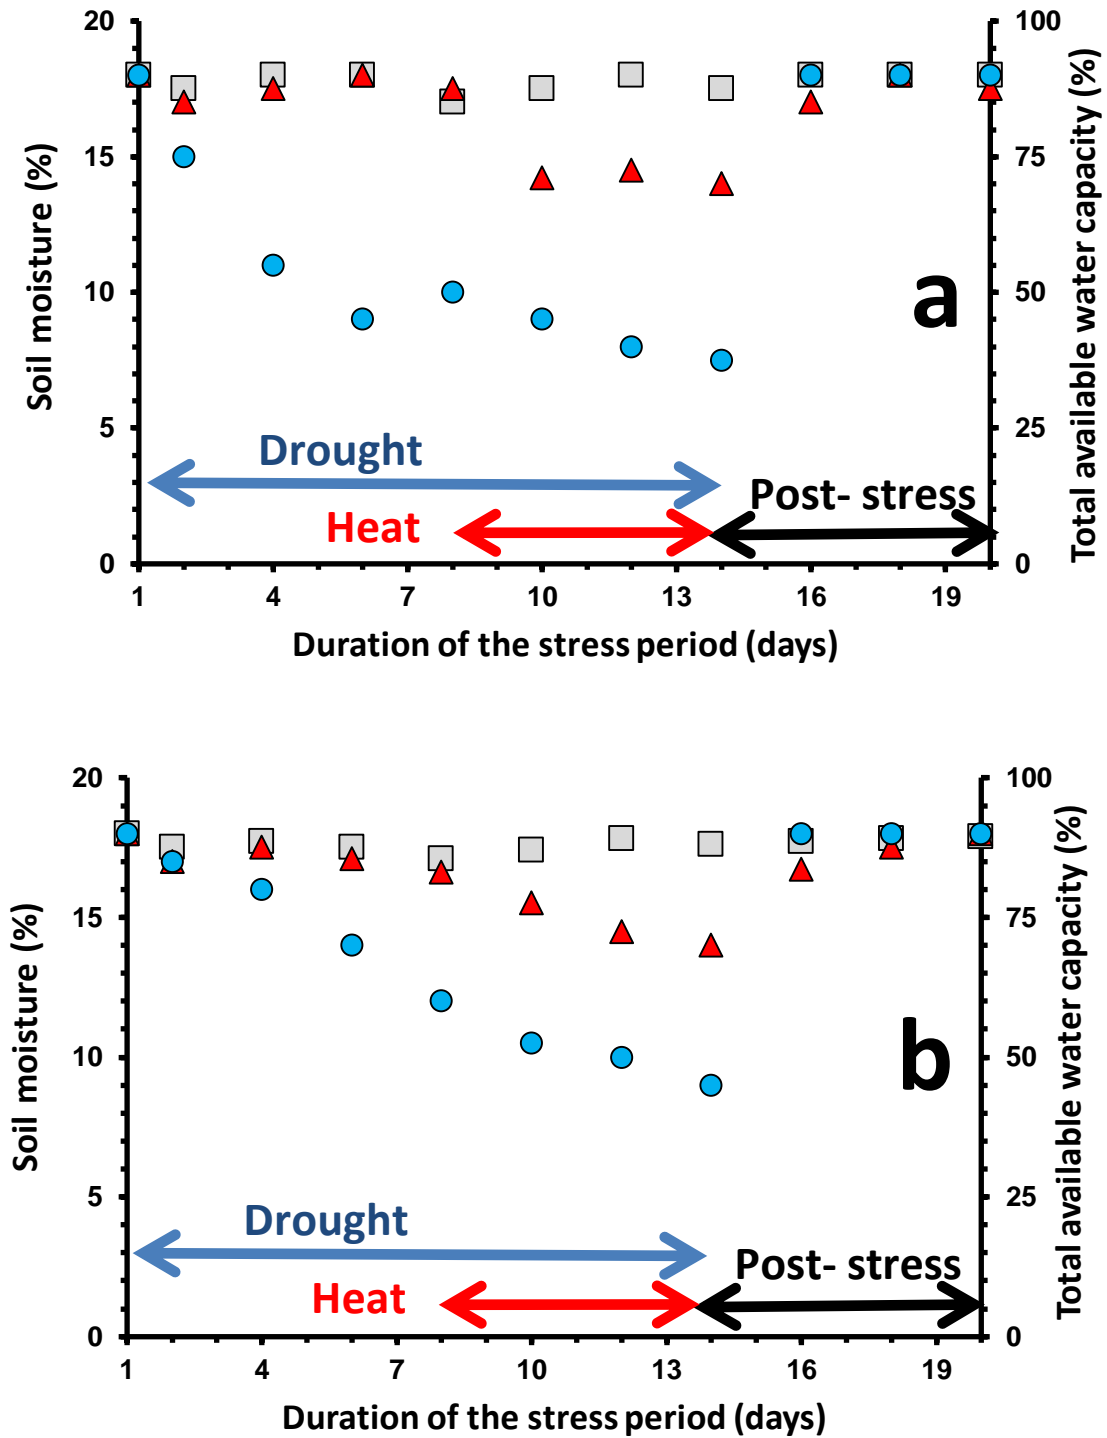 20
15
10
5
0
Soil moisture (%)
100
75
50
25
0
Total available water capacity (%)
a
Drought
Heat
Post- stress
1 4 7 10 13 16 19
Duration of the stress period (days)
20
15
10
5
0
Soil moisture (%)
100
75
50
25
0
Total available water capacity (%)
b
Drought
Heat
Post- stress
1 4 7 10 13 16 19
Duration of the stress period (days)